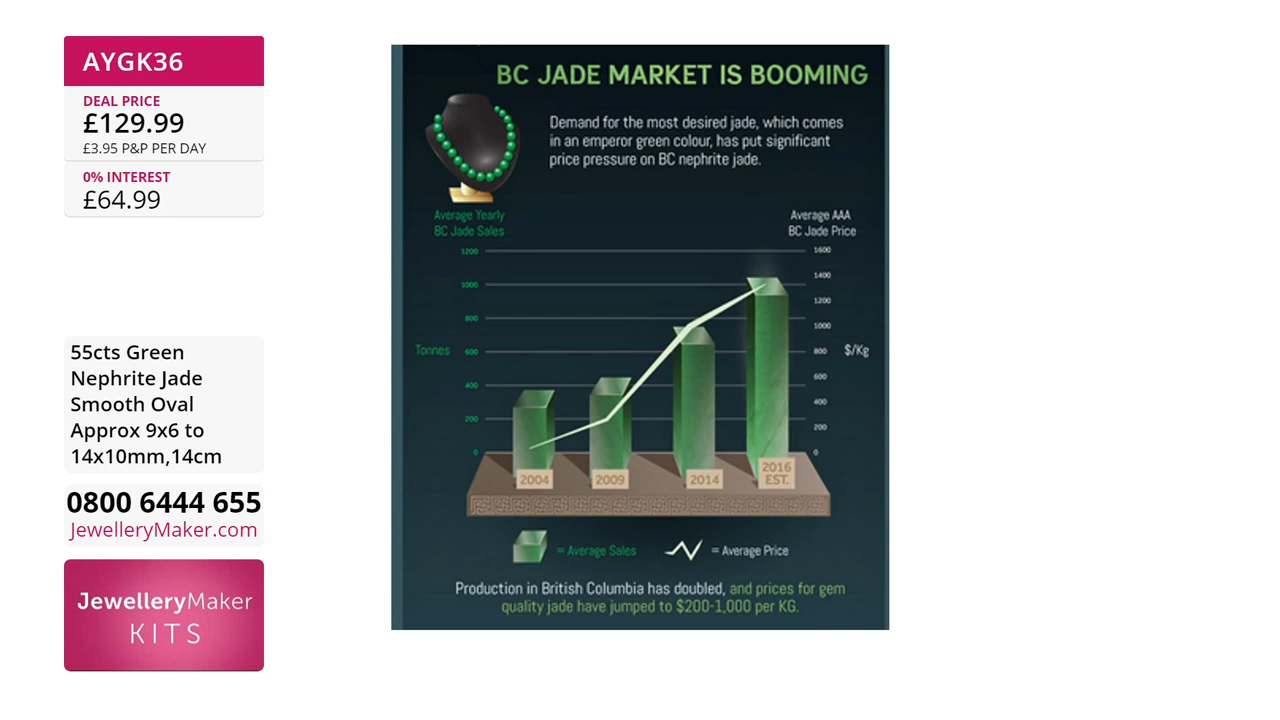 AYGK36
DEAL PRICE
£129.99
£3.95 P&P PER DAY
0% INTEREST
£64.99
55cts Green
Nephrite Jade
Smooth Oval
Approx 9x6 to
14x10mm,14cm
0800 6444 655
JewelleryMaker.com
JewelleryMaker
KITS
BC JADE MARKET IS BOOMING
Demand for the most desired jade, which comes
in an emperor green colour, has put significant
price pressure on BC nephrite jade.
Average Yearly
BC Jade Sales
Average AAA
BC Jade Price
1200
1000
800
Tonnes 600
400
200
0
1600
1400
1200
1000
800 $/Kg
600
400
200
0
2004
2009
2014
2016
EST.
= Average Sales
= Average Price
Production in British Columbia has doubled, and prices for gem
quality jade have jumped to $200-1,000 per KG.